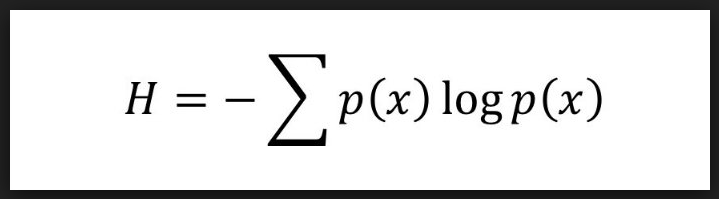 H = − ∑ p(x) log p(x)